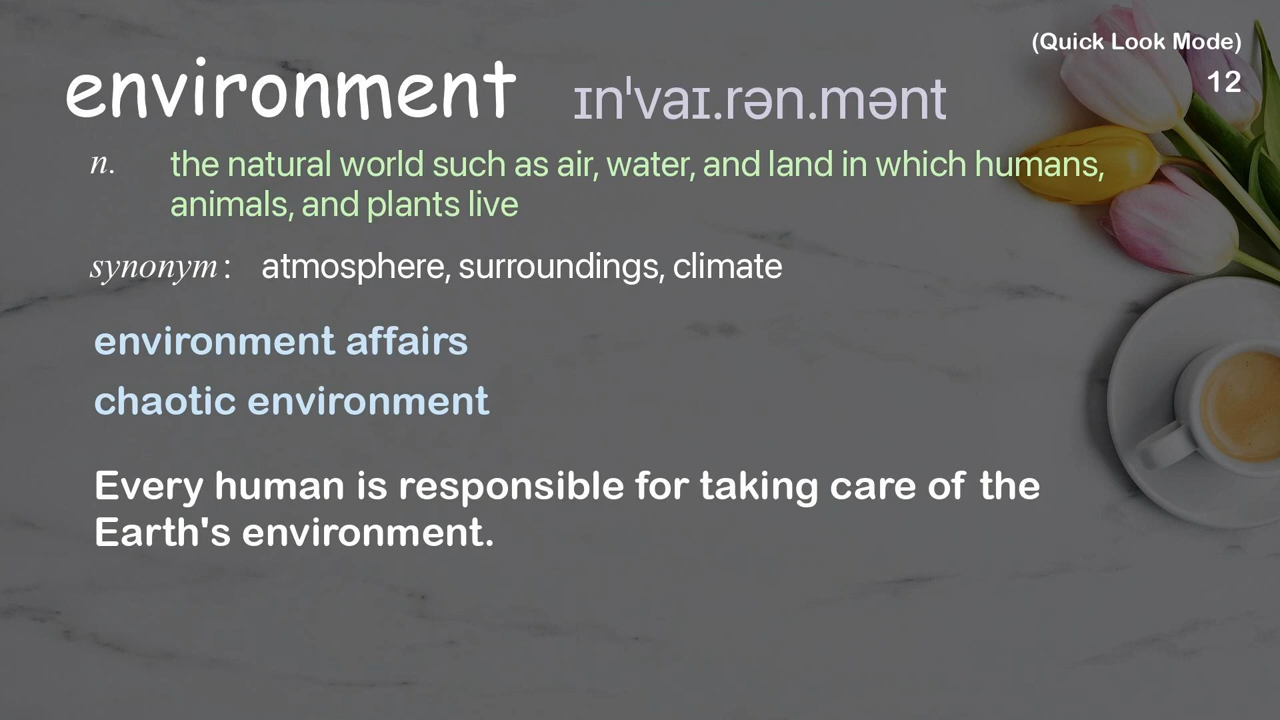 (Quick Look Mode)
12
environment ɪnˈvaɪ.rən.mənt
n. the natural world such as air, water, and land in which humans,
animals, and plants live
synonym: atmosphere, surroundings, climate
environment affairs
chaotic environment
Every human is responsible for taking care of the
Earth's environment.